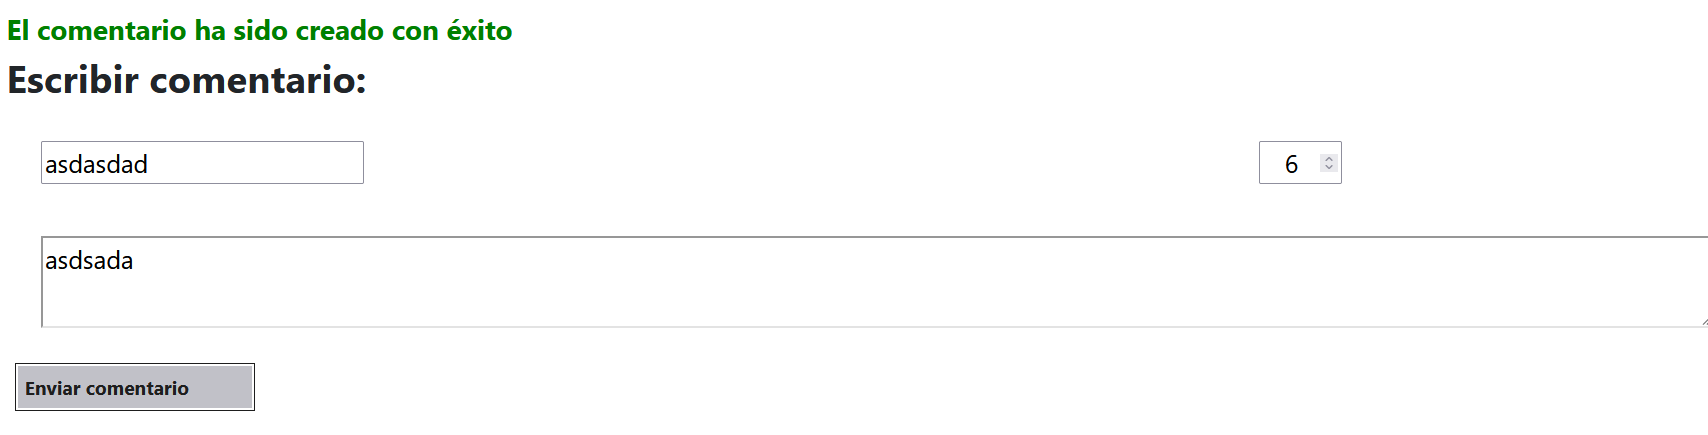 El comentario ha sido creado con éxito
Escribir comentario:
asdasdad 6
asdsada
Enviar comentario